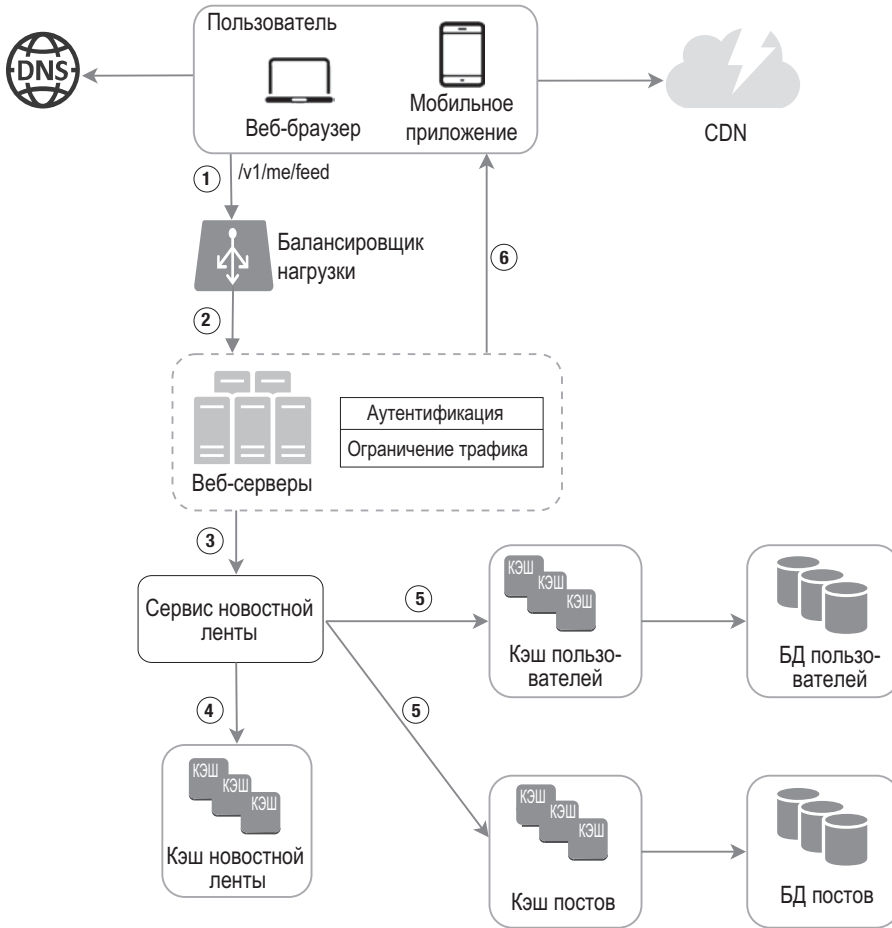 Пользователь
DNS
Веб-браузер
Мобильное
приложение
CDN
1
/v1/me/feed
Балансировщик
нагрузки
6
2
Аутентификация
Ограничение трафика
Веб-серверы
3
Сервис новостной
ленты
5
КЭШ
КЭШ
КЭШ
Кэш пользо-
вателей
БД пользо-
вателей
4
5
КЭШ
КЭШ
КЭШ
Кэш новостной
ленты
КЭШ
КЭШ
КЭШ
Кэш постов
БД постов